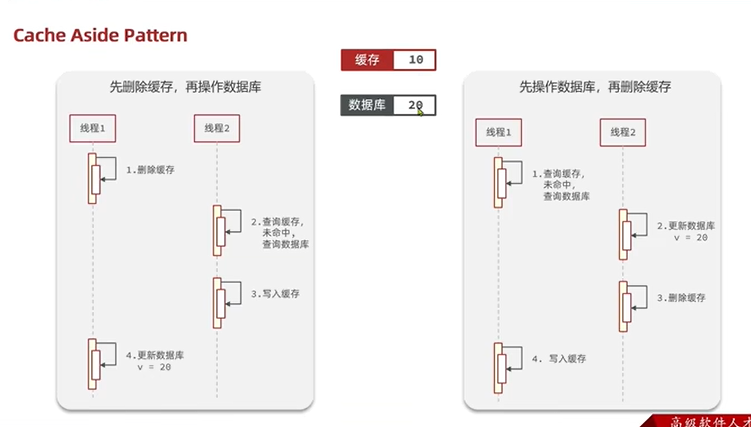 Cache Aside Pattern
缓存 10
数据库 20
先删除缓存，再操作数据库
线程1 线程2
1.删除缓存
2.查询缓存，
未命中，
查询数据库
3.写入缓存
4.更新数据库
v = 20
先操作数据库，再删除缓存
线程1 线程2
1.查询缓存，
未命中，
查询数据库
2.更新数据库
v = 20
3.删除缓存
4. 写入缓存
高级软件人才